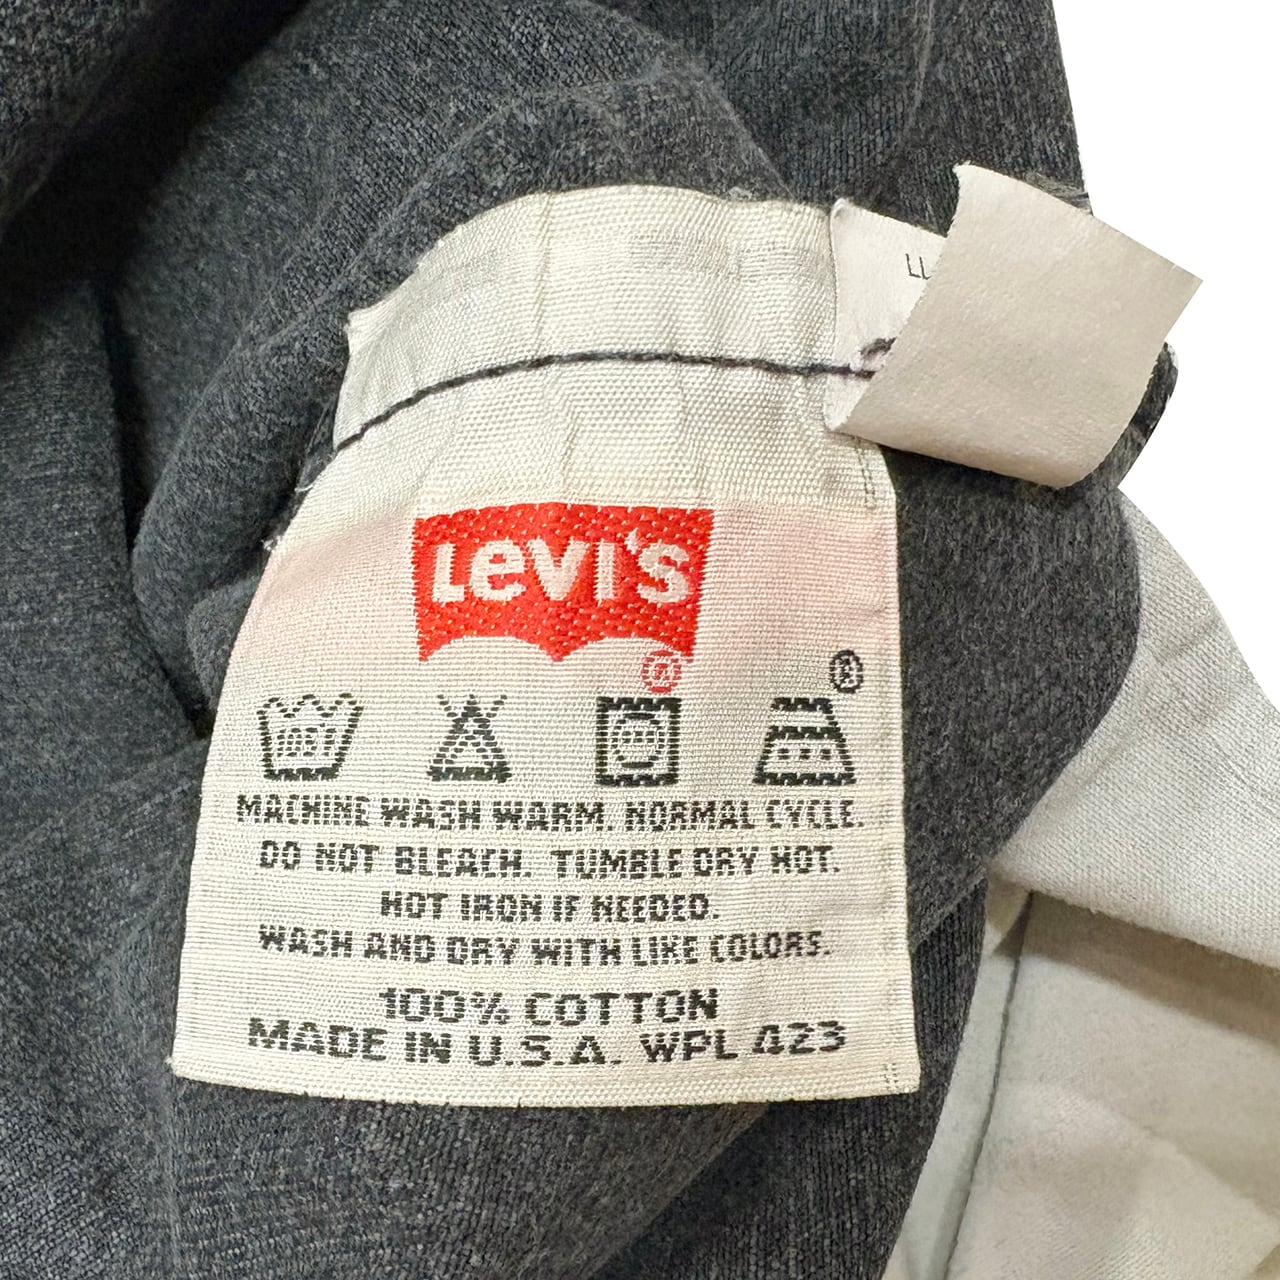 LEVI'S
®
®
105F
MACHINE WASH WARM. NORMAL CYCLE.
DO NOT BLEACH. TUMBLE DRY HOT.
HOT IRON IF NEEDED.
WASH AND DRY WITH LIKE COLORS.
100% COTTON
MADE IN U.S.A. WPL 423